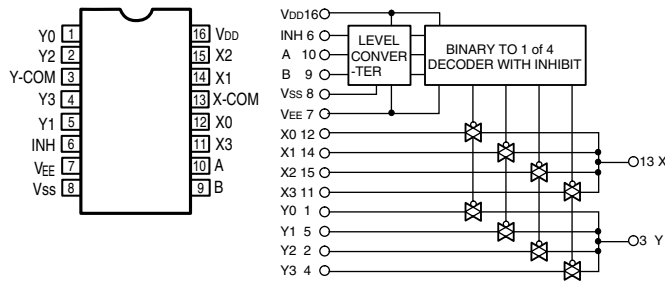 Y0 1 16 VDD
Y2 2 15 X2
Y-COM 3 14 X1
Y3 4 13 X-COM
Y1 5 12 X0
INH 6 11 X3
VEE 7 10 A
VSS 8 9 B
VDD16
INH 6
A 10
B 9
VSS 8
VEE 7
LEVEL
CONVER
-TER
BINARY TO 1 of 4
DECODER WITH INHIBIT
X0 12
X1 14
X2 15
X3 11
13 X
Y0 1
Y1 5
Y2 2
Y3 4
3 Y